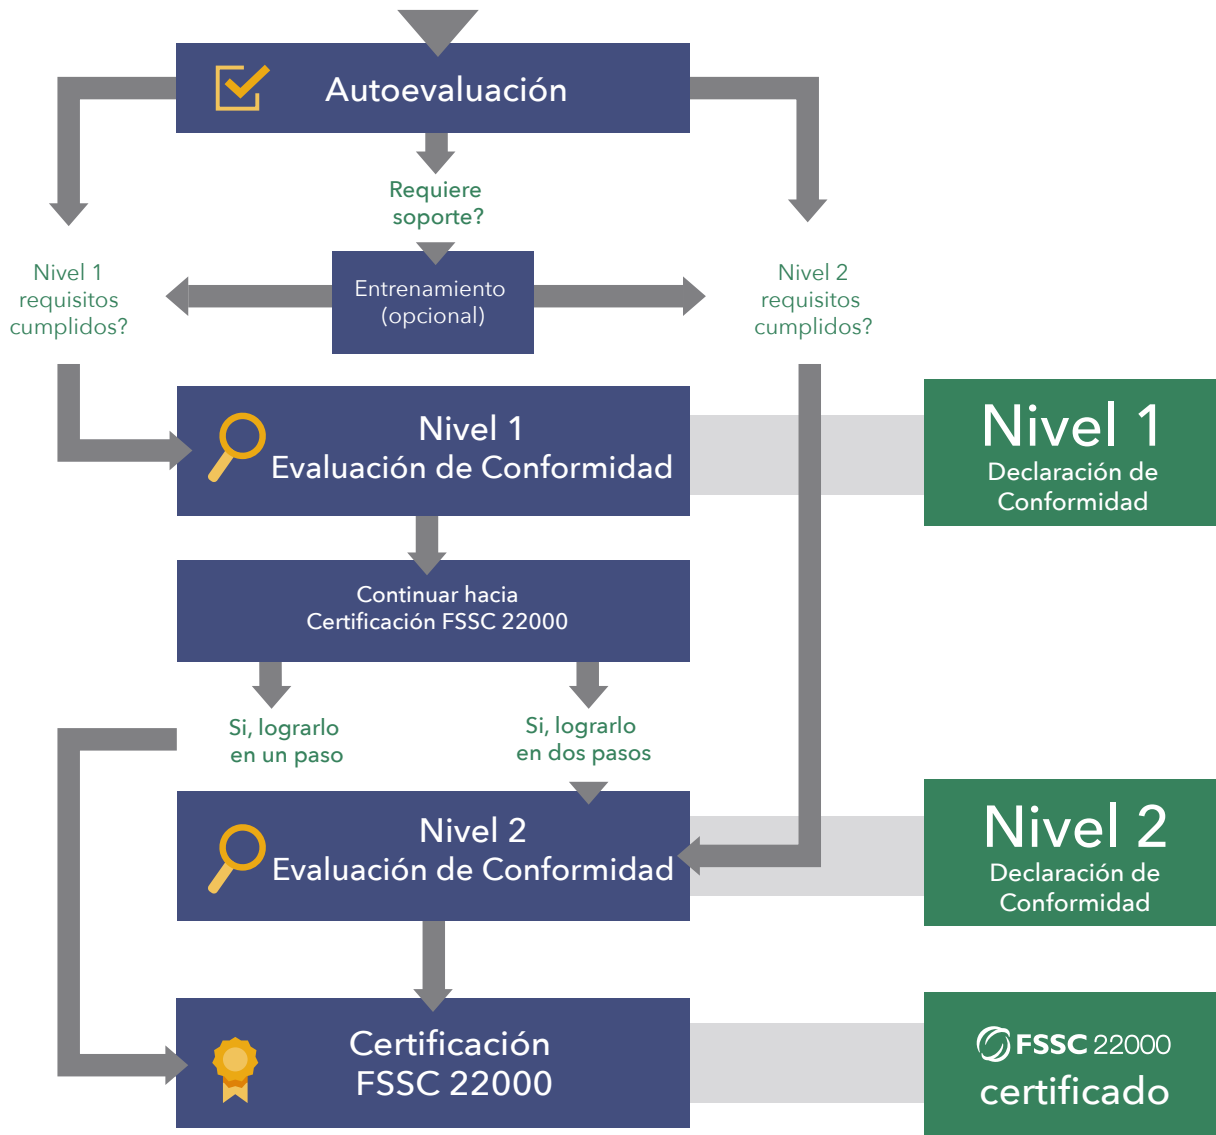 Autoevaluación
Requiere
soporte?
Nivel 1
requisitos
cumplidos?
Entrenamiento
(opcional)
Nivel 2
requisitos
cumplidos?
Nivel 1
Evaluación de Conformidad
Nivel 1
Declaración de
Conformidad
Continuar hacia
Certificación FSSC 22000
Si, lograrlo
en un paso
Si, lograrlo
en dos pasos
Nivel 2
Evaluación de Conformidad
Nivel 2
Declaración de
Conformidad
Certificación
FSSC 22000
FSSC 22000
certificado